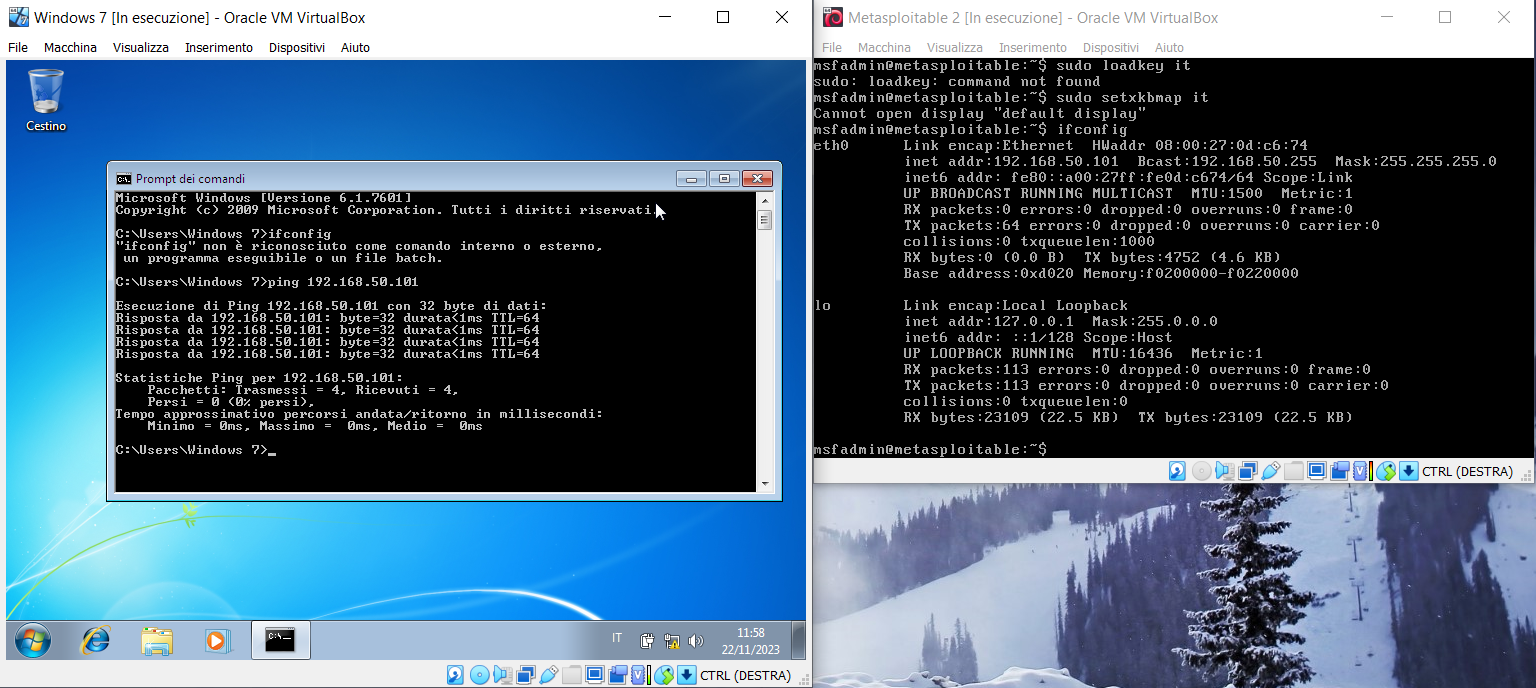 Windows 7 [In esecuzione] - Oracle VM VirtualBox
File Macchina Visualizza Inserimento Dispositivi Aiuto
Cestino
Prompt dei comandi
Microsoft Windows [Versione 6.1.7601]
Copyright (c) 2009 Microsoft Corporation. Tutti i diritti riservati.
C:\Users\Windows 7>ifconfig
"ifconfig" non è riconosciuto come comando interno o esterno,
un programma eseguibile o un file batch.
C:\Users\Windows 7>ping 192.168.50.101
Esecuzione di Ping 192.168.50.101 con 32 byte di dati:
Risposta da 192.168.50.101: byte=32 durata<1ms TTL=64
Risposta da 192.168.50.101: byte=32 durata<1ms TTL=64
Risposta da 192.168.50.101: byte=32 durata<1ms TTL=64
Risposta da 192.168.50.101: byte=32 durata<1ms TTL=64
Statistiche Ping per 192.168.50.101:
Pacchetti: Trasmessi = 4, Ricevuti = 4,
Persi = 0 (0% persi),
Tempo approssimativo percorsi andata/ritorno in millisecondi:
Minimo = 0ms, Massimo =  0ms, Medio =  0ms
C:\Users\Windows 7>_
IT
11:58
22/11/2023
CTRL (DESTRA)
Metasploitable 2 [In esecuzione] - Oracle VM VirtualBox
File Macchina Visualizza Inserimento Dispositivi Aiuto
msfadmin@metasploitable:~$ sudo loadkey it
sudo: loadkey: command not found
msfadmin@metasploitable:~$ sudo setxkbmap it
Cannot open display "default display"
msfadmin@metasploitable:~$ ifconfig
eth0 Link encap:Ethernet HWaddr 08:00:27:0d:c6:74
inet addr:192.168.50.101 Bcast:192.168.50.255 Mask:255.255.255.0
inet6 addr: fe80::a00:27ff:fe0d:c674/64 Scope:Link
UP BROADCAST RUNNING MULTICAST MTU:1500 Metric:1
RX packets:0 errors:0 dropped:0 overruns:0 frame:0
TX packets:64 errors:0 dropped:0 overruns:0 carrier:0
collisions:0 txqueuelen:1000
RX bytes:0 (0.0 B) TX bytes:4752 (4.6 KB)
Base address:0xd020 Memory:f0200000-f0220000
lo Link encap:Local Loopback
inet addr:127.0.0.1 Mask:255.0.0.0
inet6 addr: ::1/128 Scope:Host
UP LOOPBACK RUNNING MTU:16436 Metric:1
RX packets:113 errors:0 dropped:0 overruns:0 frame:0
TX packets:113 errors:0 dropped:0 overruns:0 carrier:0
collisions:0 txqueuelen:0
RX bytes:23109 (22.5 KB) TX bytes:23109 (22.5 KB)
msfadmin@metasploitable:~$
CTRL (DESTRA)